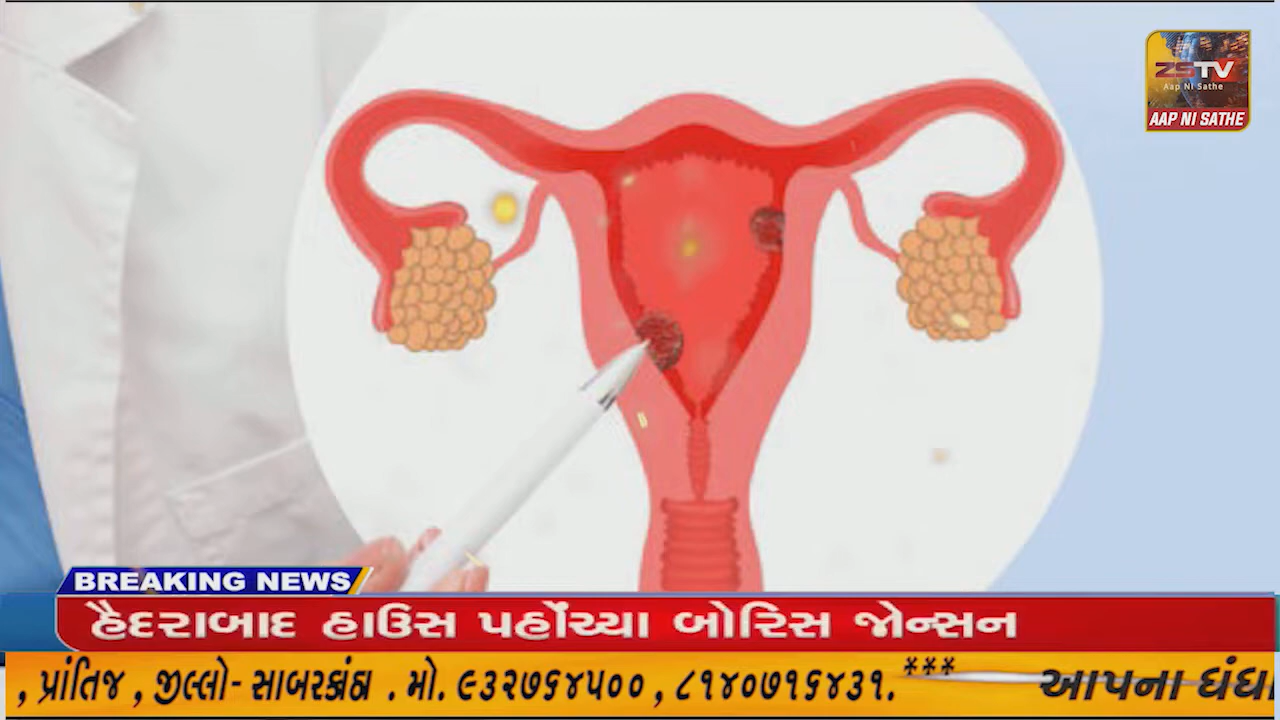 ZSTV
Aap Ni Sathe
AAP NI SATHE
BREAKING NEWS
હૈદરાબાદ હાઉસ પહોંચ્યા બોરિસ જોન્સન
, પ્રાંતિજ , જીલ્લો- સાબરકાંઠા . મો. ૯૩૨૭૬૪૫૦૦ , ૮૧૪૦૭૧૬૪૩૧. *** આપના ધંધા